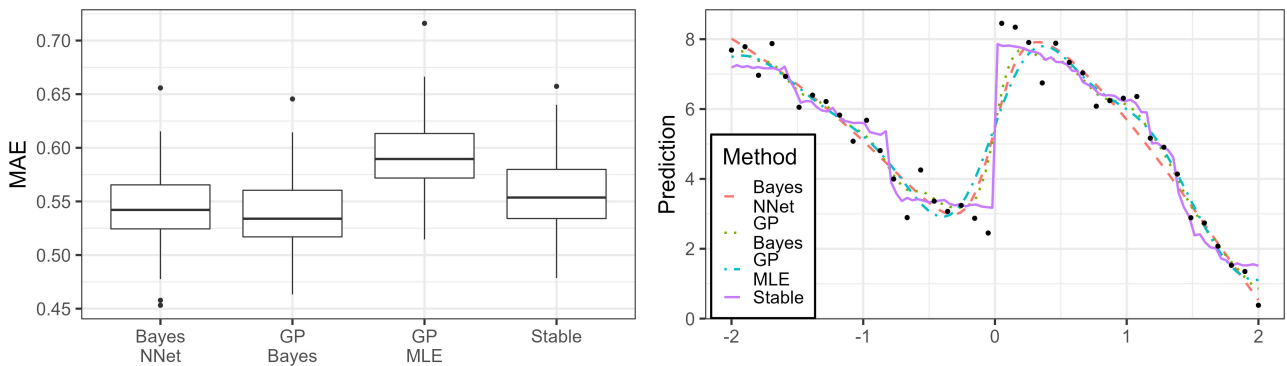 MAE
0.70
0.65
0.60
0.55
0.50
0.45
Bayes
NNet
GP
Bayes
GP
MLE
Stable
Prediction
8
6
4
2
0
-2
-1
0
1
2
Method
Bayes
NNet
GP
Bayes
GP
MLE
Stable